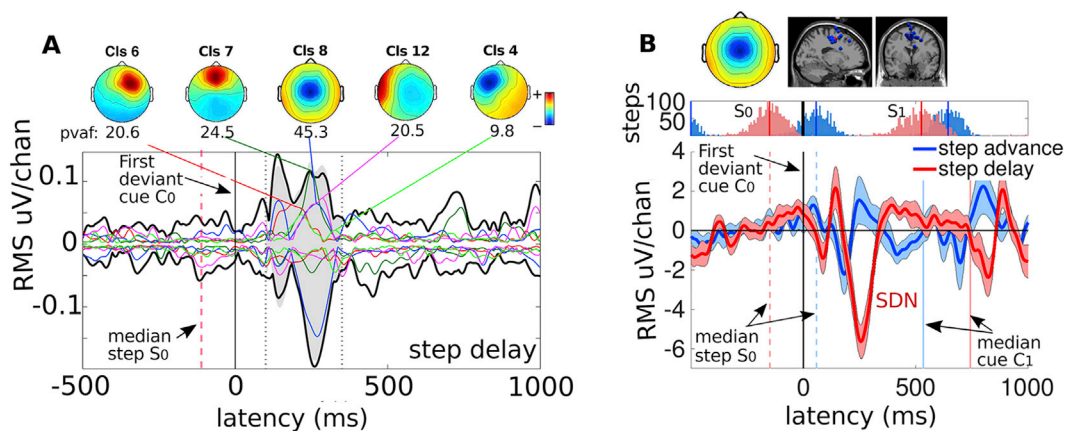 A
Cls 6 Cls 7 Cls 8 Cls 12 Cls 4
+
−
pvaf: 20.6 24.5 45.3 20.5 9.8
RMS uV/chan
0.1
0
-0.1
First
deviant
cue C0
median
step S0
step delay
-500 0 500 1000
latency (ms)
B
steps
100
50
S0
S1
RMS uV/chan
4
2
0
-2
-4
-6
First
deviant
cue C0
step advance
step delay
SDN
median
step S0
median
cue C1
0 500 1000
latency (ms)